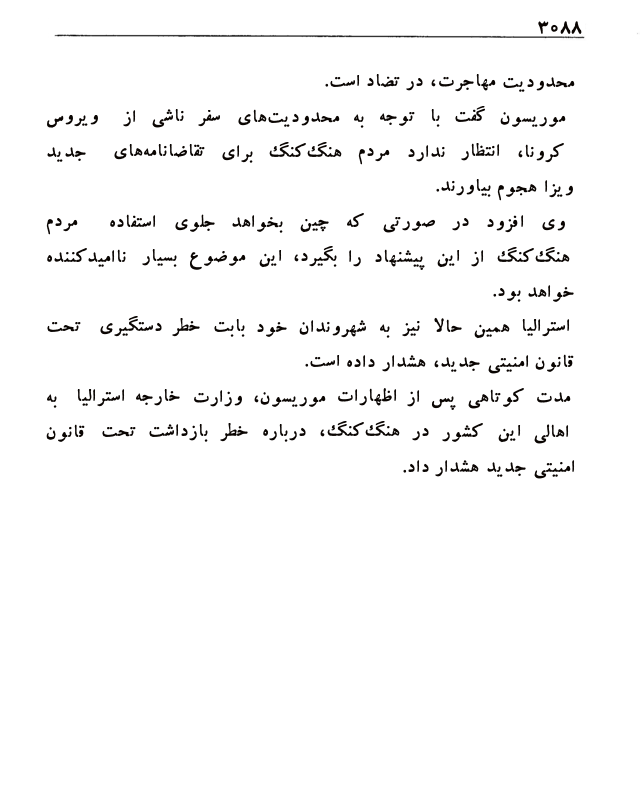 ۳۰۸۸
محدودیت مهاجرت، در تضاد است.
موریسون گفت با توجه به محدودیت‌های سفر ناشی از ویروس
کرونا، انتظار ندارد مردم هنگ‌کنگ برای تقاضانامه‌های جدید
ویزا هجوم بیاورند.
وی افزود در صورتی که چین بخواهد جلوی استفاده مردم
هنگ‌کنگ از این پیشنهاد را بگیرد، این موضوع بسیار ناامیدکننده
خواهد بود.
استرالیا همین حالا نیز به شهروندان خود بابت خطر دستگیری تحت
قانون امنیتی جدید، هشدار داده است.
مدت کوتاهی پس از اظهارات موریسون، وزارت خارجه استرالیا به
اهالی این کشور در هنگ‌کنگ، درباره خطر بازداشت تحت قانون
امنیتی جدید هشدار داد.